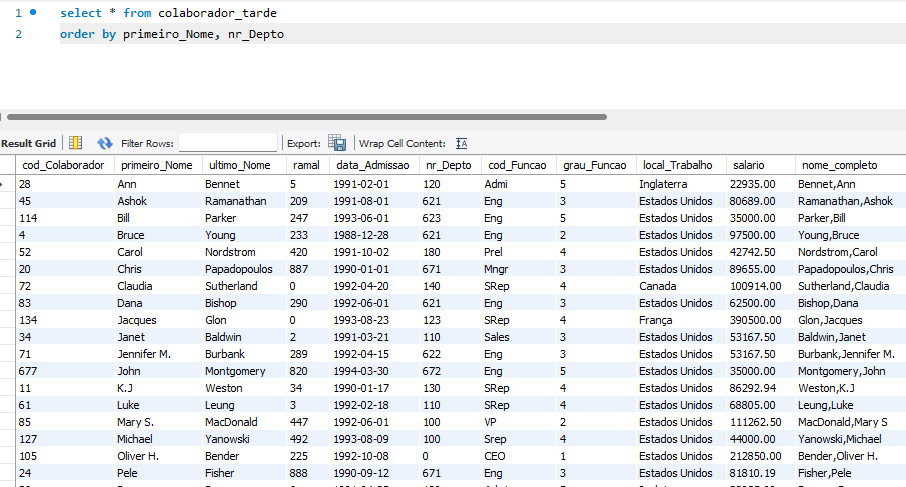 1 select * from colaborador_tarde
2 order by primeiro_Nome, nr_Depto
Result Grid Filter Rows: Export: Wrap Cell Content:
cod_Colaborador primeiro_Nome ultimo_Nome ramal data_Admissao nr_Depto cod_Funcao grau_Funcao local_Trabalho salario nome_completo
28 Ann Bennet 5 1991-02-01 120 Admi 5 Inglaterra 22935.00 Bennet,Ann
45 Ashok Ramanathan 209 1991-08-01 621 Eng 3 Estados Unidos 80689.00 Ramanathan,Ashok
114 Bill Parker 247 1993-06-01 623 Eng 5 Estados Unidos 35000.00 Parker,Bill
4 Bruce Young 233 1988-12-28 621 Eng 2 Estados Unidos 97500.00 Young,Bruce
52 Carol Nordstrom 420 1991-10-02 180 Prel 4 Estados Unidos 42742.50 Nordstrom,Carol
20 Chris Papadopoulos 887 1990-01-01 671 Mngr 3 Estados Unidos 89655.00 Papadopoulos,Chris
72 Claudia Sutherland 0 1992-04-20 140 SRep 4 Canada 100914.00 Sutherland,Claudia
83 Dana Bishop 290 1992-06-01 621 Eng 3 Estados Unidos 62500.00 Bishop,Dana
134 Jacques Glon 0 1993-08-23 123 SRep 4 França 390500.00 Glon,Jacques
34 Janet Baldwin 2 1991-03-21 110 Sales 3 Estados Unidos 53167.50 Baldwin,Janet
71 Jennifer M. Burbank 289 1992-04-15 622 Eng 3 Estados Unidos 53167.50 Burbank,Jennifer M.
677 John Montgomery 820 1994-03-30 672 Eng 5 Estados Unidos 35000.00 Montgomery,John
11 K.J Weston 34 1990-01-17 130 SRep 4 Estados Unidos 86292.94 Weston,K.J
61 Luke Leung 3 1992-02-18 110 SRep 4 Estados Unidos 68805.00 Leung,Luke
85 Mary S. MacDonald 447 1992-06-01 100 VP 2 Estados Unidos 111262.50 MacDonald,Mary S
127 Michael Yanowski 492 1993-08-09 100 Srep 4 Estados Unidos 44000.00 Yanowski,Michael
105 Oliver H. Bender 225 1992-10-08 0 CEO 1 Estados Unidos 212850.00 Bender,Oliver H.
24 Pele Fisher 888 1990-09-12 671 Eng 3 Estados Unidos 81810.19 Fisher,Pele